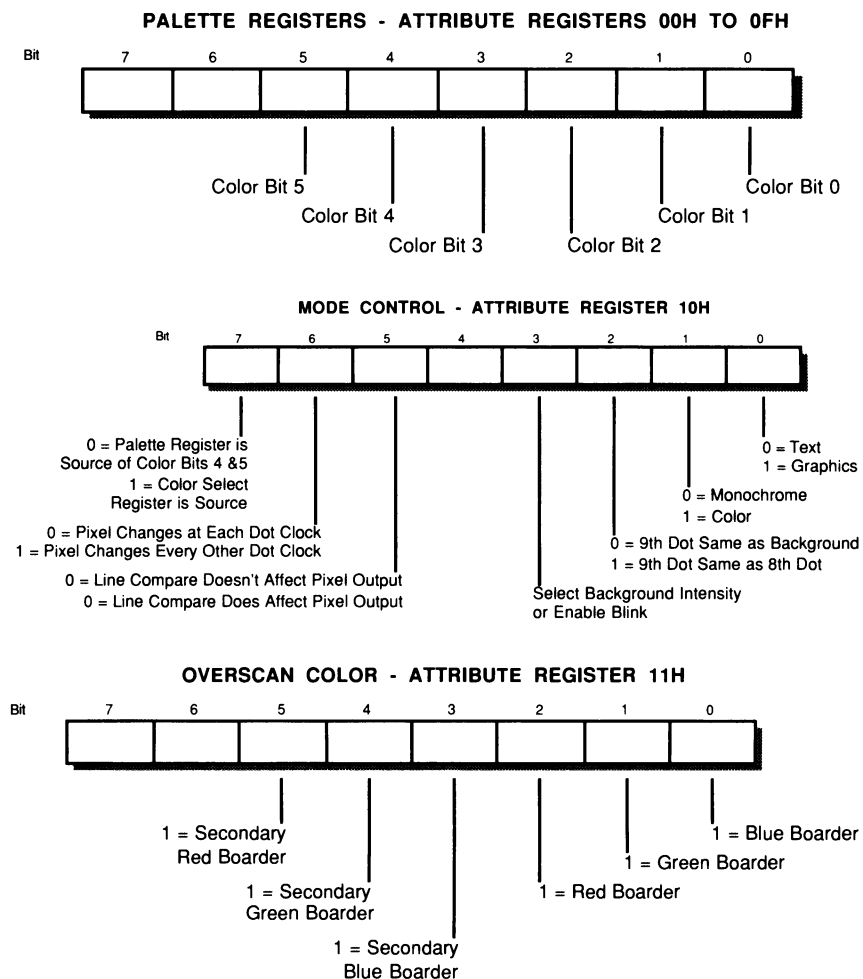 PALETTE REGISTERS - ATTRIBUTE REGISTERS 00H TO 0FH
Bit 7 6 5 4 3 2 1 0
Color Bit 5
Color Bit 4
Color Bit 3
Color Bit 2
Color Bit 1
Color Bit 0
MODE CONTROL - ATTRIBUTE REGISTER 10H
Bit 7 6 5 4 3 2 1 0
0 = Palette Register is
Source of Color Bits 4 &5
1 = Color Select
Register is Source
0 = Pixel Changes at Each Dot Clock
1 = Pixel Changes Every Other Dot Clock
0 = Line Compare Doesn't Affect Pixel Output
0 = Line Compare Does Affect Pixel Output
Select Background Intensity
or Enable Blink
0 = 9th Dot Same as Background
1 = 9th Dot Same as 8th Dot
0 = Monochrome
1 = Color
0 = Text
1 = Graphics
OVERSCAN COLOR - ATTRIBUTE REGISTER 11H
Bit 7 6 5 4 3 2 1 0
1 = Secondary
Red Boarder
1 = Secondary
Green Boarder
1 = Secondary
Blue Boarder
1 = Red Boarder
1 = Green Boarder
1 = Blue Boarder